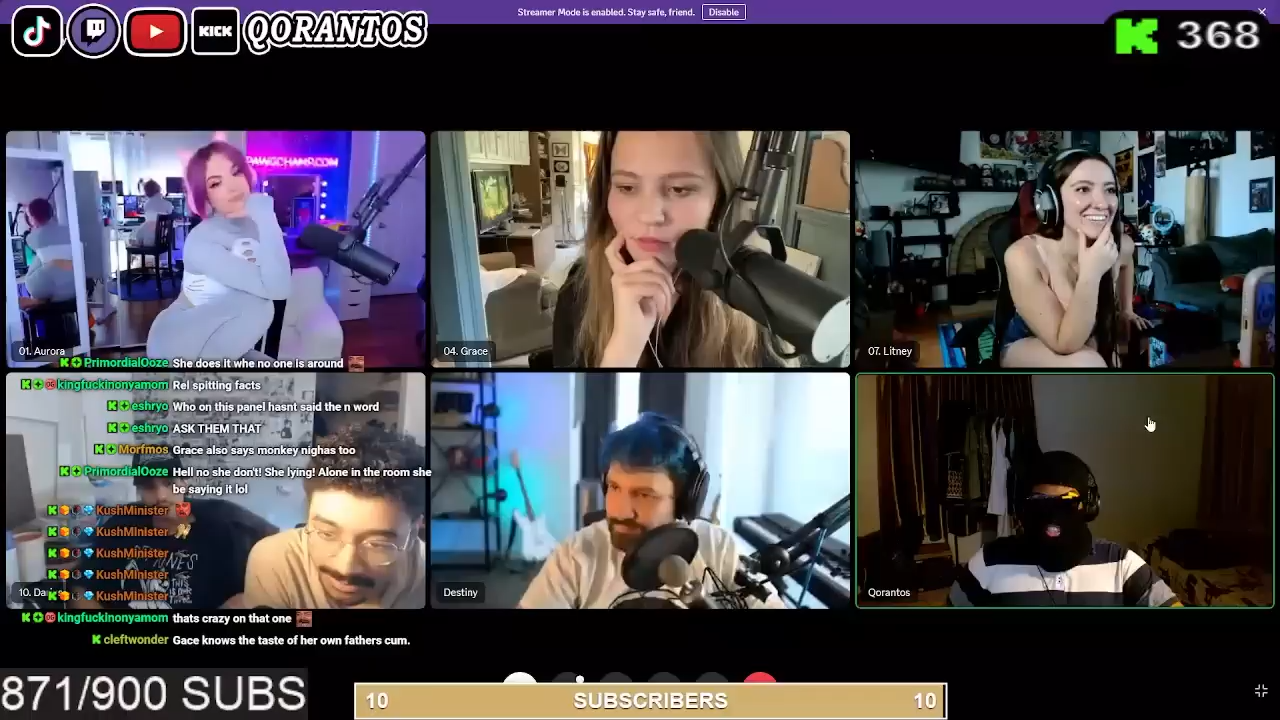 Streamer Mode is enabled. Stay safe, friend. Disable
KICK QORANTOS
K 368
PAWGCHAMP.COM
01. Aurora
04. Grace
07. Litney
PrimordialOoze She does it whe no one is around
kingfuckinonyamom Rel spitting facts
eshryo Who on this panel hasnt said the n word
eshryo ASK THEM THAT
Morfmos Grace also says monkey nighas too
PrimordialOoze Hell no she don't! She lying! Alone in the room she
be saying it lol
KushMinister
KushMinister
KushMinister
KushMinister
KushMinister
10. Da
Destiny
Qorantos
kingfuckinonyamom thats crazy on that one
cleftwonder Gace knows the taste of her own fathers cum.
871/900 SUBS
10 SUBSCRIBERS 10